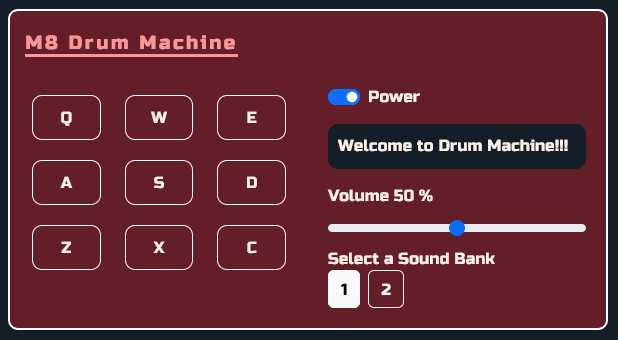 M8 Drum Machine
Q W E
A S D
Z X C
Power
Welcome to Drum Machine!!!
Volume 50 %
Select a Sound Bank
1 2